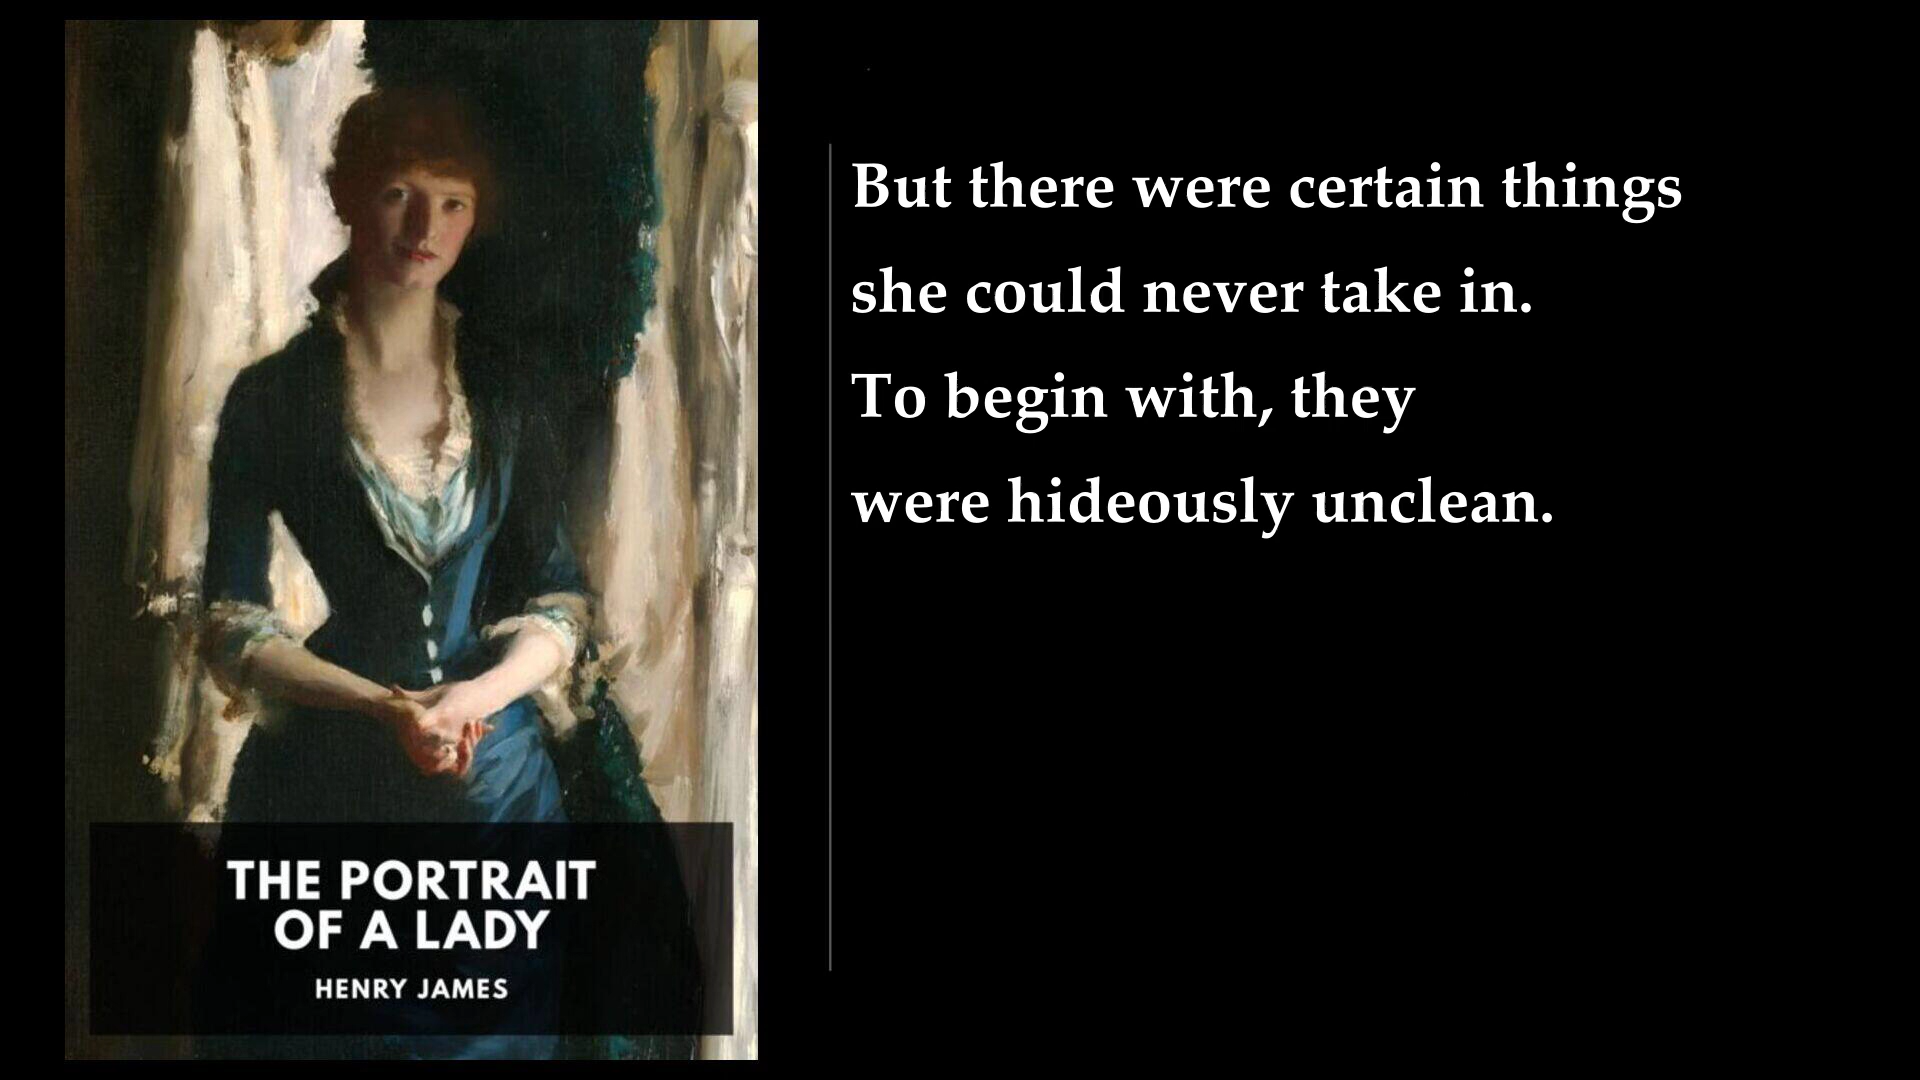 THE PORTRAIT
OF A LADY
HENRY JAMES
But there were certain things
she could never take in.
To begin with, they
were hideously unclean.